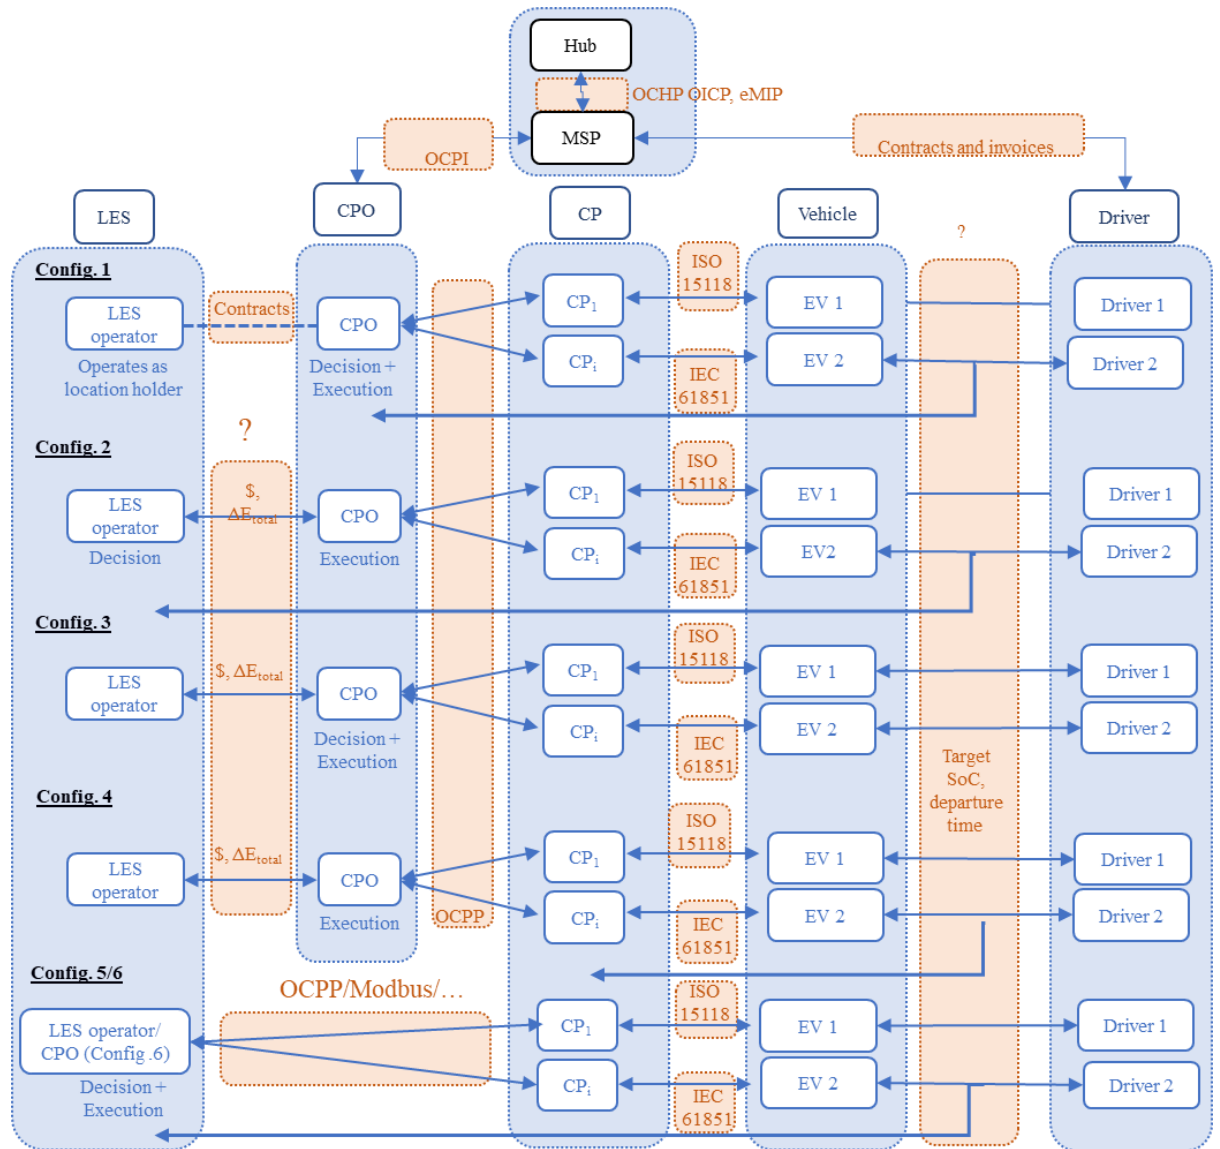 Hub
OCHP OICP, eMIP
MSP
OCPI
Contracts and invoices
LES
CPO
CP
Vehicle
Driver
?
Config. 1
ISO
15118
LES
operator
Contracts
CPO
CP1
EV 1
Driver 1
Operates as
location holder
Decision +
Execution
CPi
IEC
61851
EV 2
Driver 2
?
Config. 2
ISO
15118
$,
ΔEtotal
LES
operator
CPO
CP1
EV 1
Driver 1
Decision
Execution
CPi
IEC
61851
EV2
Driver 2
Config. 3
ISO
15118
$, ΔEtotal
LES
operator
CPO
CP1
EV 1
Driver 1
Decision +
Execution
CPi
IEC
61851
EV 2
Driver 2
Target
SoC,
departure
time
Config. 4
ISO
15118
$, ΔEtotal
LES
operator
CPO
CP1
EV 1
Driver 1
Execution
OCPP
CPi
IEC
61851
EV 2
Driver 2
Config. 5/6
OCPP/Modbus/…
ISO
15118
LES operator/
CPO (Config .6)
CP1
EV 1
Driver 1
Decision +
Execution
CPi
IEC
61851
EV 2
Driver 2